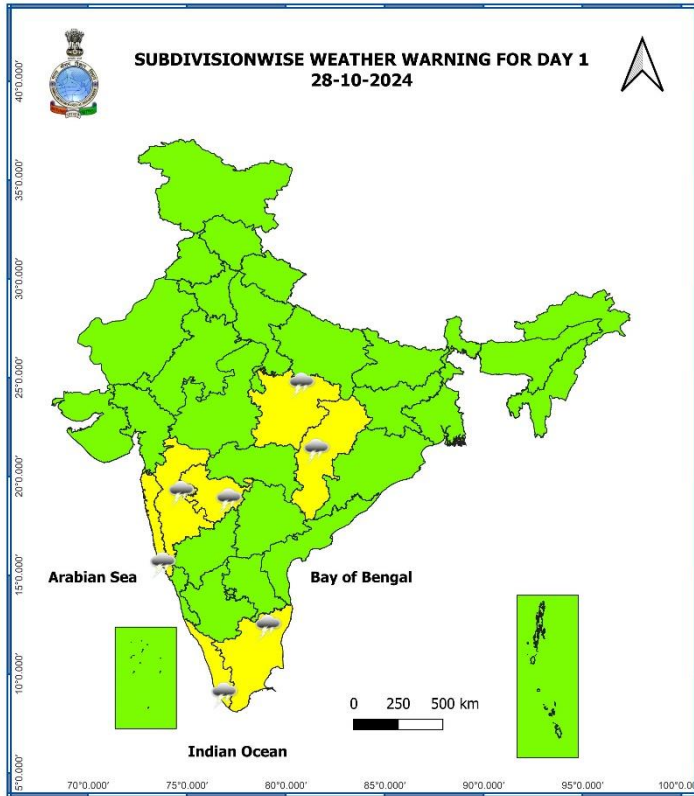 SUBDIVISIONWISE WEATHER WARNING FOR DAY 1
28-10-2024
40°0.000'
35°0.000'
30°0.000'
25°0.000'
20°0.000'
15°0.000'
10°0.000'
5°0.000'
Arabian Sea
Bay of Bengal
0 250 500 km
Indian Ocean
70°0.000' 75°0.000' 80°0.000' 85°0.000' 90°0.000' 95°0.000' 100°0.000'